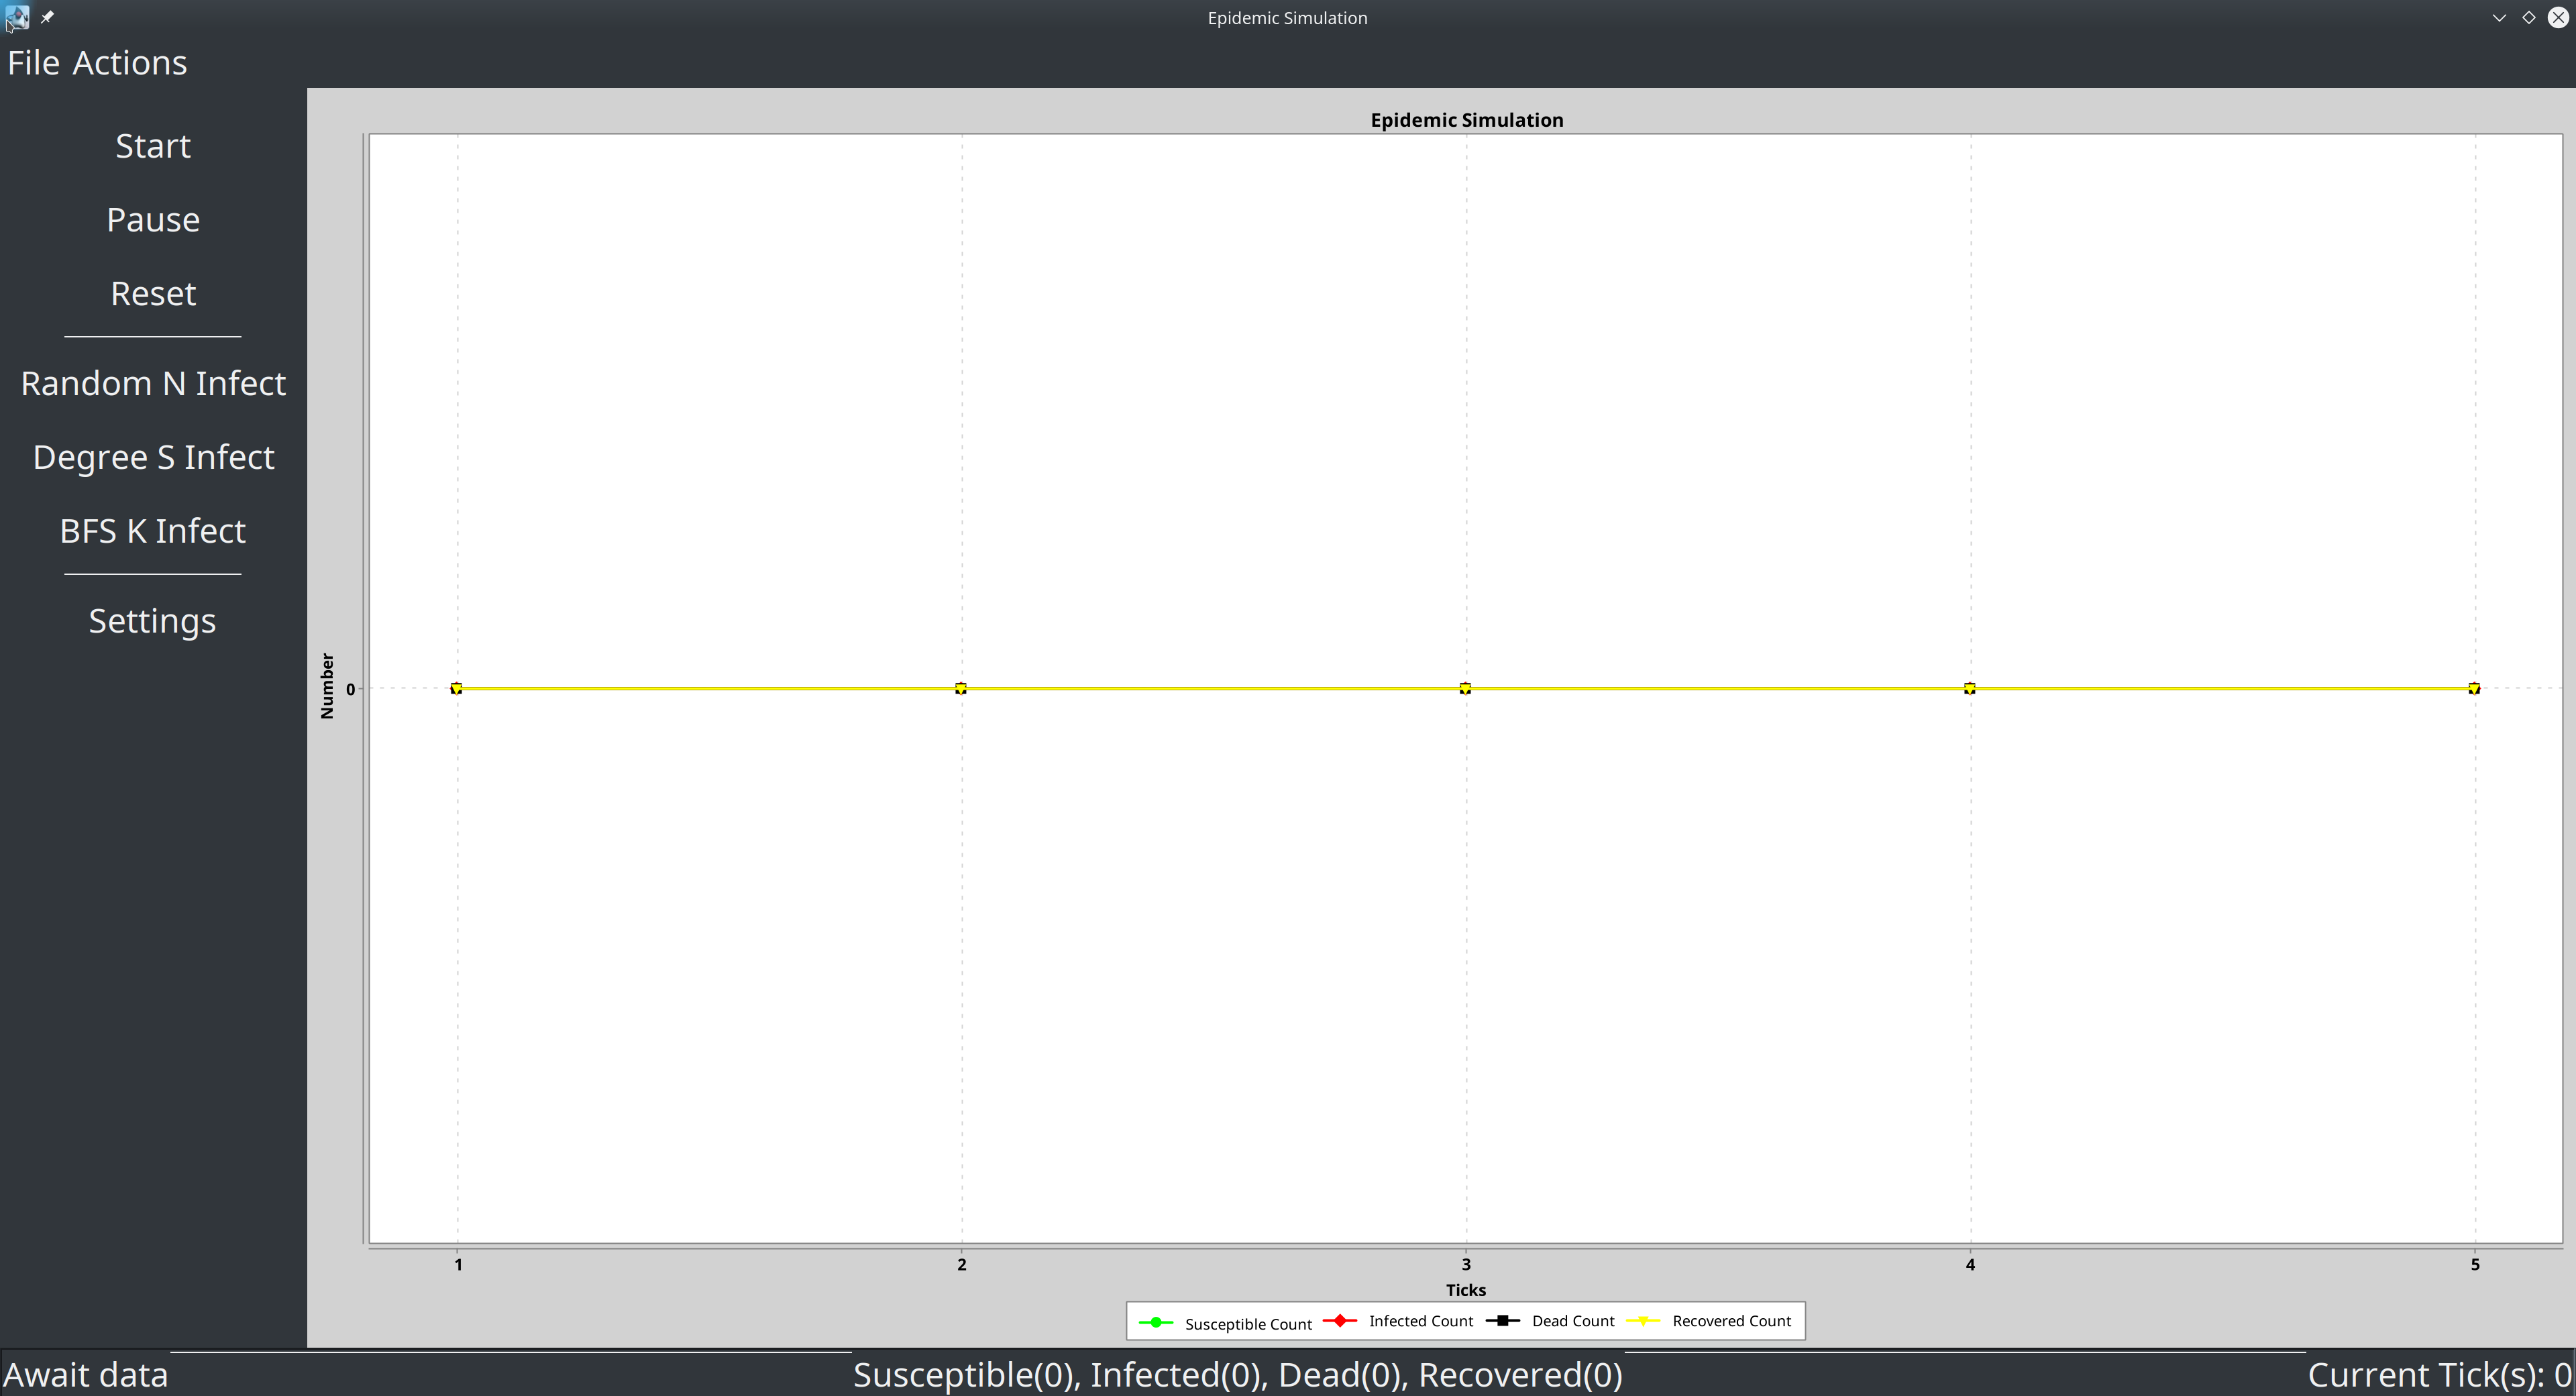 Epidemic Simulation
File Actions
Start
Pause
Reset
Random N Infect
Degree S Infect
BFS K Infect
Settings
Epidemic Simulation
Number
0
1 2 3 4 5
Ticks
Susceptible Count Infected Count Dead Count Recovered Count
Await data Susceptible(0), Infected(0), Dead(0), Recovered(0) Current Tick(s): 0